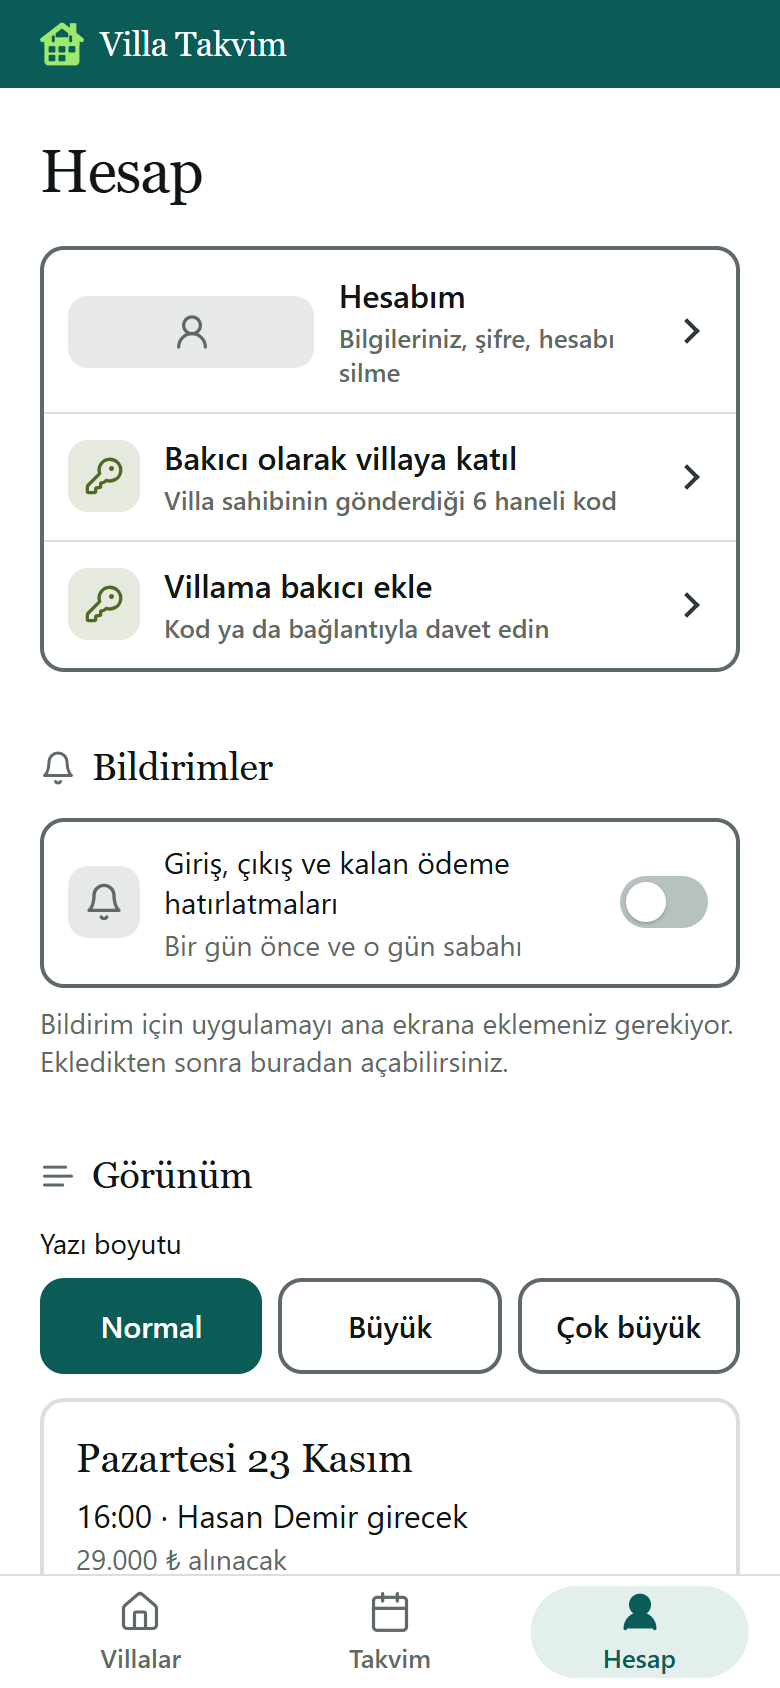 Villa Takvim
Hesap
Hesabım
Bilgileriniz, şifre, hesabı
silme
Bakıcı olarak villaya katıl
Villa sahibinin gönderdiği 6 haneli kod
Villama bakıcı ekle
Kod ya da bağlantıyla davet edin
Bildirimler
Giriş, çıkış ve kalan ödeme
hatırlatmaları
Bir gün önce ve o gün sabahı
Bildirim için uygulamayı ana ekrana eklemeniz gerekiyor.
Ekledikten sonra buradan açabilirsiniz.
Görünüm
Yazı boyutu
Normal
Büyük
Çok büyük
Pazartesi 23 Kasım
16:00 · Hasan Demir girecek
29.000 ₺ alınacak
Villalar
Takvim
Hesap